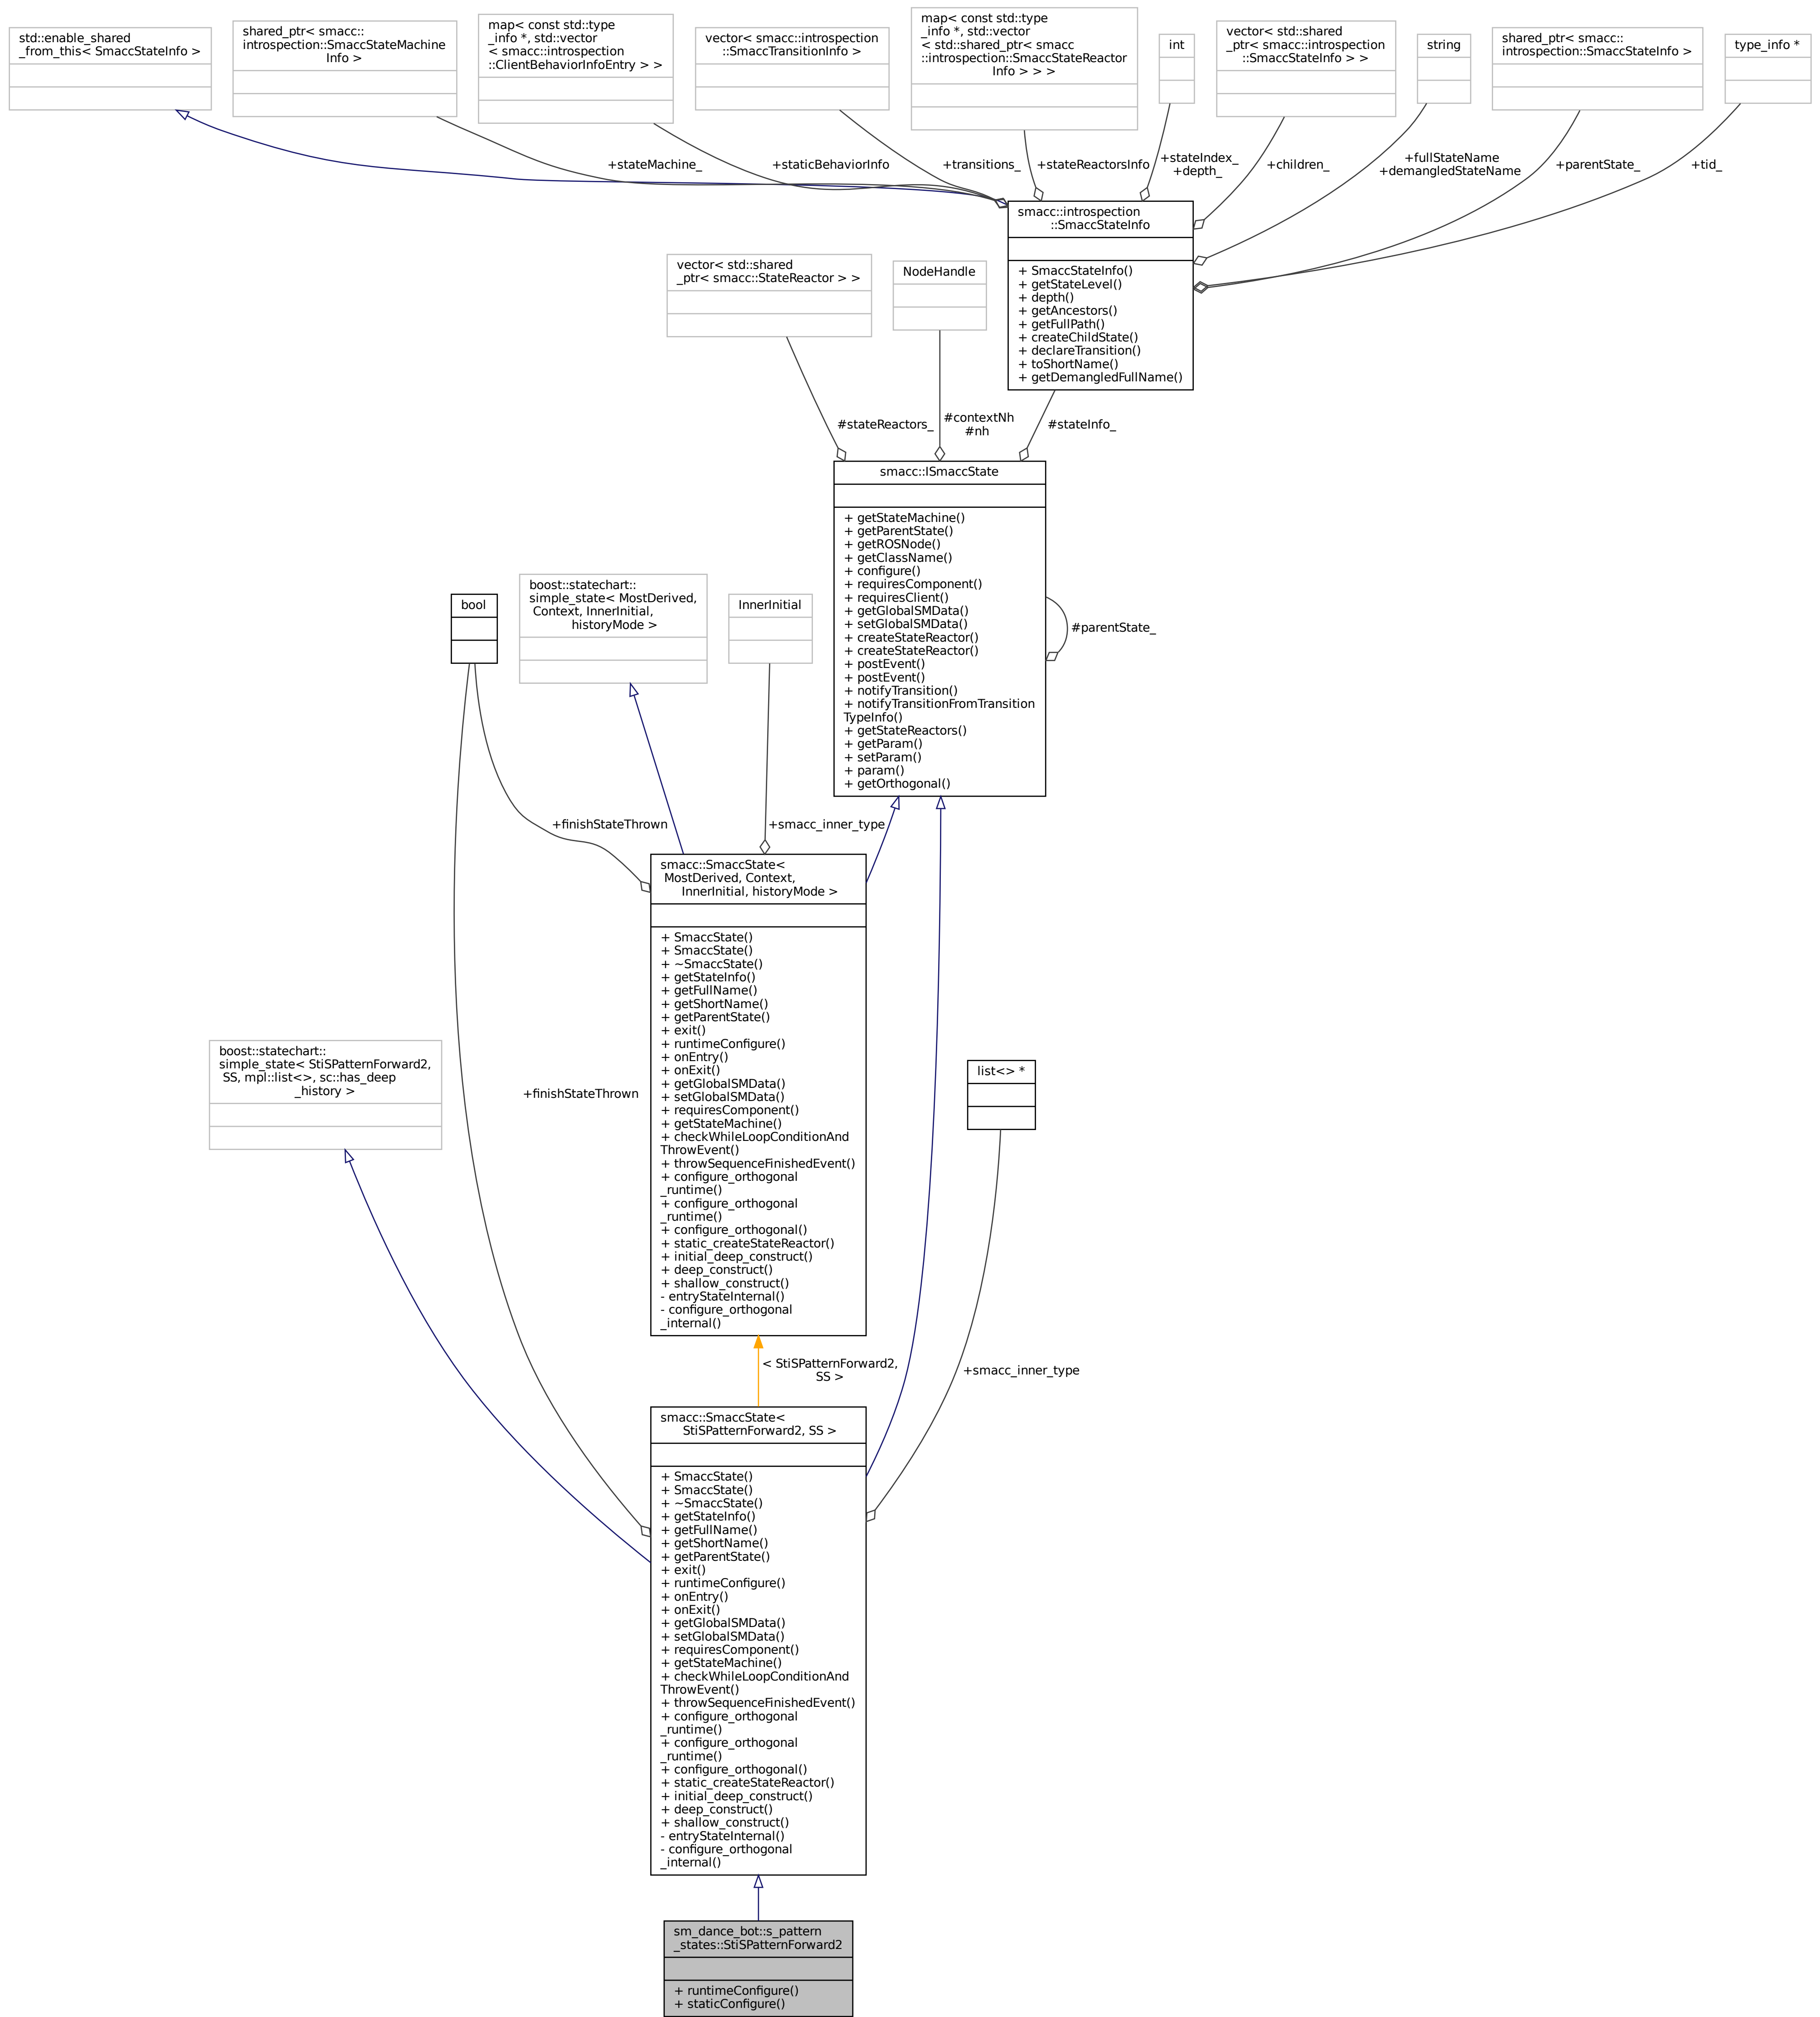 std::enable_shared
_from_this< SmaccStateInfo >
shared_ptr< smacc::
introspection::SmaccStateMachine
Info >
map< const std::type
_info *, std::vector
< smacc::introspection
::ClientBehaviorInfoEntry > >
vector< smacc::introspection
::SmaccTransitionInfo >
map< const std::type
_info *, std::vector
< std::shared_ptr< smacc
::introspection::SmaccStateReactor
Info > > >
int
vector< std::shared
_ptr< smacc::introspection
::SmaccStateInfo > >
string
shared_ptr< smacc::
introspection::SmaccStateInfo >
type_info *
+stateMachine_
+staticBehaviorInfo
+transitions_
+stateReactorsInfo
+stateIndex_
+depth_
+children_
+fullStateName
+demangledStateName
+parentState_
+tid_
smacc::introspection
::SmaccStateInfo
+ SmaccStateInfo()
+ getStateLevel()
+ depth()
+ getAncestors()
+ getFullPath()
+ createChildState()
+ declareTransition()
+ toShortName()
+ getDemangledFullName()
vector< std::shared
_ptr< smacc::StateReactor > >
NodeHandle
#stateReactors_
#contextNh
#nh
#stateInfo_
smacc::ISmaccState
+ getStateMachine()
+ getParentState()
+ getROSNode()
+ getClassName()
+ configure()
+ requiresComponent()
+ requiresClient()
+ getGlobalSMData()
+ setGlobalSMData()
+ createStateReactor()
+ createStateReactor()
+ postEvent()
+ postEvent()
+ notifyTransition()
+ notifyTransitionFromTransition
TypeInfo()
+ getStateReactors()
+ getParam()
+ setParam()
+ param()
+ getOrthogonal()
#parentState_
bool
boost::statechart::
simple_state< MostDerived,
Context, InnerInitial,
historyMode >
InnerInitial
+finishStateThrown
+smacc_inner_type
smacc::SmaccState<
MostDerived, Context,
InnerInitial, historyMode >
+ SmaccState()
+ SmaccState()
+ ~SmaccState()
+ getStateInfo()
+ getFullName()
+ getShortName()
+ getParentState()
+ exit()
+ runtimeConfigure()
+ onEntry()
+ onExit()
+ getGlobalSMData()
+ setGlobalSMData()
+ requiresComponent()
+ getStateMachine()
+ checkWhileLoopConditionAnd
ThrowEvent()
+ throwSequenceFinishedEvent()
+ configure_orthogonal
_runtime()
+ configure_orthogonal
_runtime()
+ configure_orthogonal()
+ static_createStateReactor()
+ initial_deep_construct()
+ deep_construct()
+ shallow_construct()
- entryStateInternal()
- configure_orthogonal
_internal()
boost::statechart::
simple_state< StiSPatternForward2,
SS, mpl::list<>, sc::has_deep
_history >
+finishStateThrown
list<> *
< StiSPatternForward2,
SS >
+smacc_inner_type
smacc::SmaccState<
StiSPatternForward2, SS >
+ SmaccState()
+ SmaccState()
+ ~SmaccState()
+ getStateInfo()
+ getFullName()
+ getShortName()
+ getParentState()
+ exit()
+ runtimeConfigure()
+ onEntry()
+ onExit()
+ getGlobalSMData()
+ setGlobalSMData()
+ requiresComponent()
+ getStateMachine()
+ checkWhileLoopConditionAnd
ThrowEvent()
+ throwSequenceFinishedEvent()
+ configure_orthogonal
_runtime()
+ configure_orthogonal
_runtime()
+ configure_orthogonal()
+ static_createStateReactor()
+ initial_deep_construct()
+ deep_construct()
+ shallow_construct()
- entryStateInternal()
- configure_orthogonal
_internal()
sm_dance_bot::s_pattern
_states::StiSPatternForward2
+ runtimeConfigure()
+ staticConfigure()